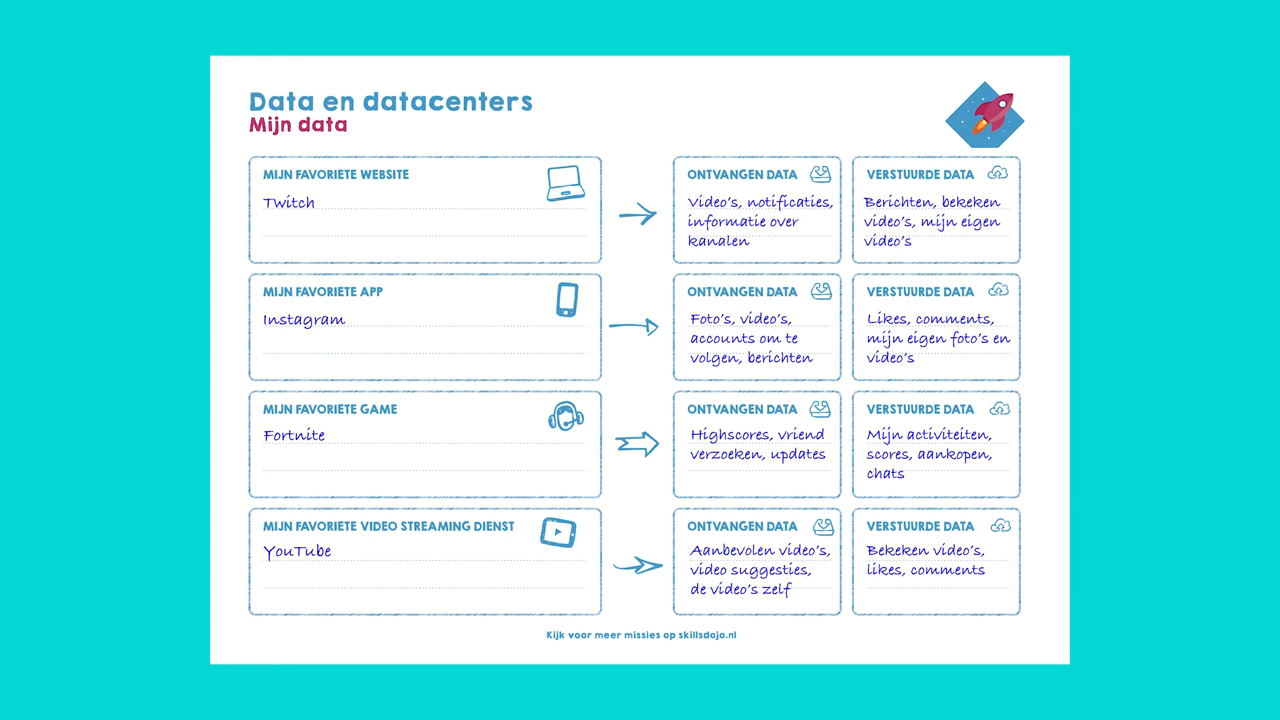 Data en datacenters
Mijn data
MIJN FAVORIETE WEBSITE
Twitch
ONTVANGEN DATA
Video's, notificaties,
informatie over
kanalen
VERSTUURDE DATA
Berichten, bekeken
video's, mijn eigen
video's
MIJN FAVORIETE APP
Instagram
ONTVANGEN DATA
Foto's, video's,
accounts om te
volgen, berichten
VERSTUURDE DATA
Likes, comments,
mijn eigen foto's en
video's
MIJN FAVORIETE GAME
Fortnite
ONTVANGEN DATA
Highscores, vriend
verzoeken, updates
VERSTUURDE DATA
Mijn activiteiten,
scores, aankopen,
chats
MIJN FAVORIETE VIDEO STREAMING DIENST
YouTube
ONTVANGEN DATA
Aanbevolen video's,
video suggesties,
de video's zelf
VERSTUURDE DATA
Bekeken video's,
likes, comments
Kijk voor meer missies op skillsdojo.nl